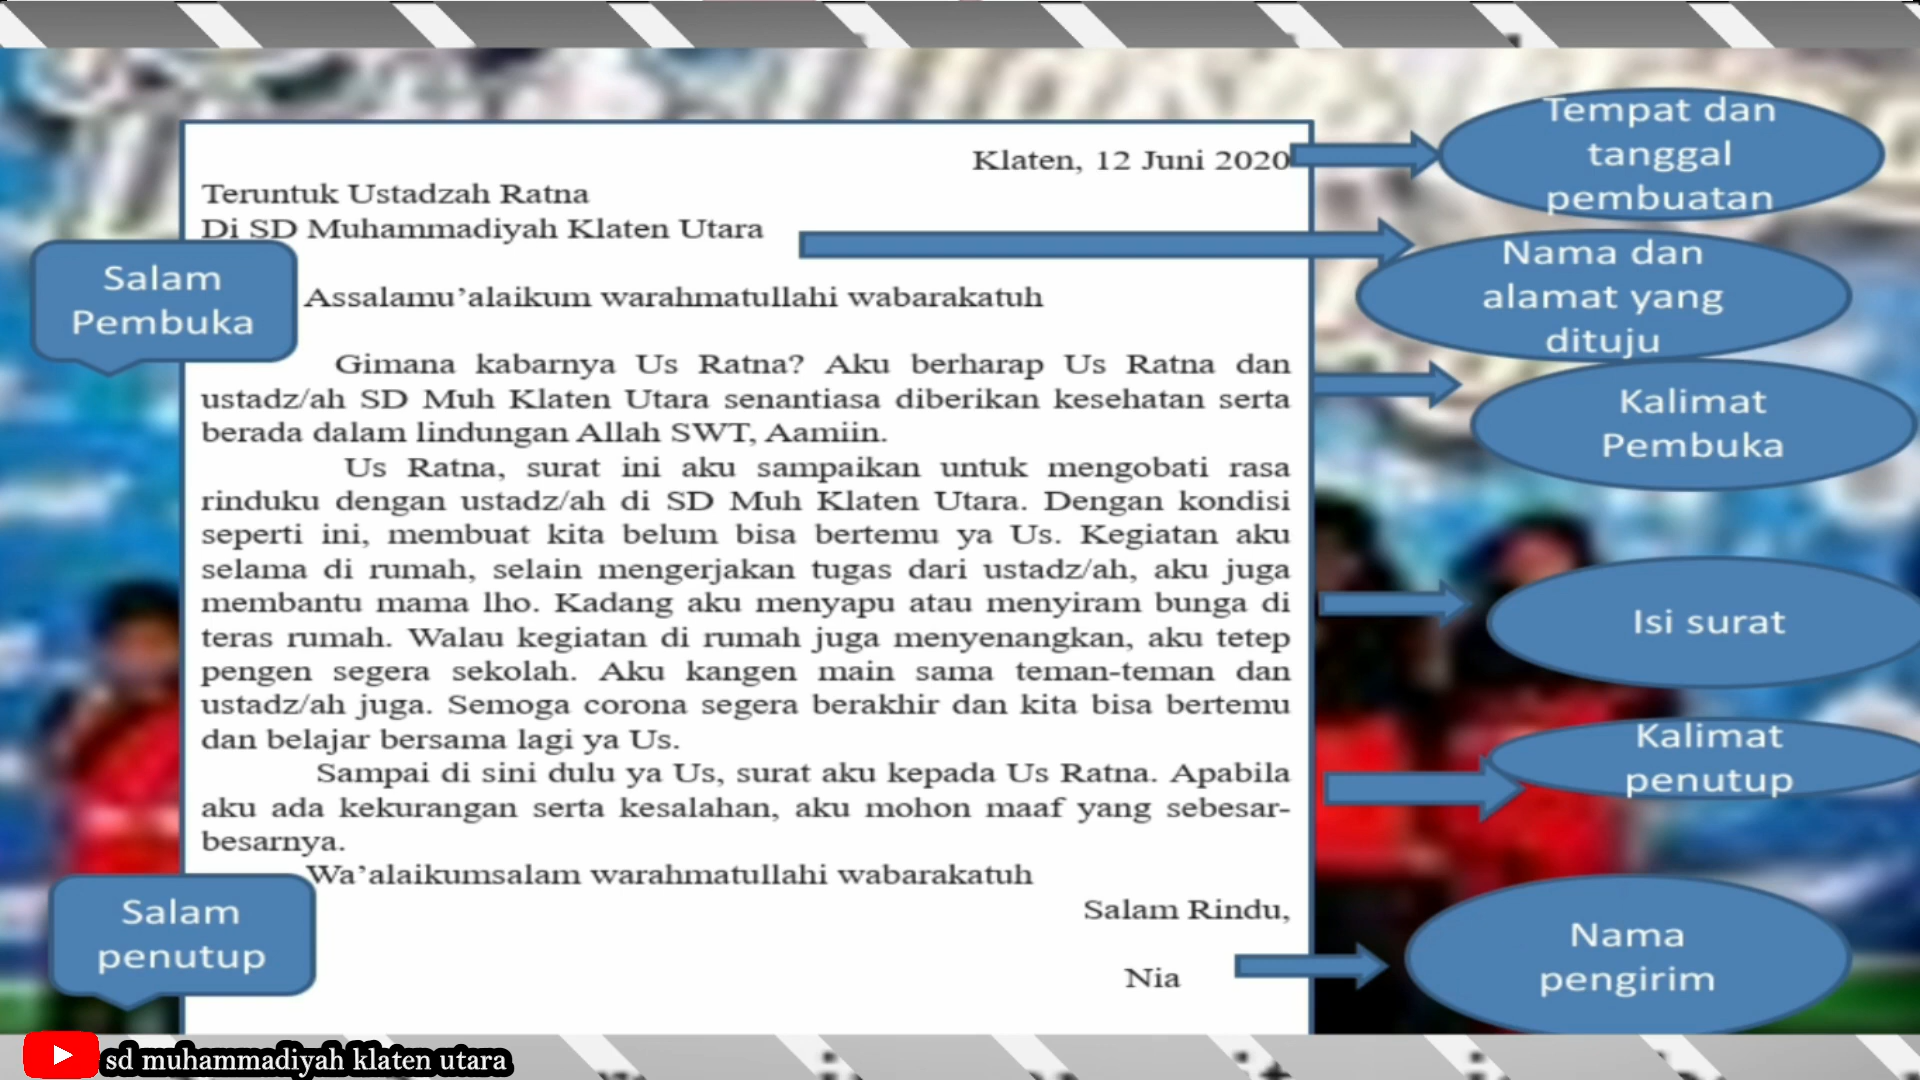 Klaten, 12 Juni 2020
Teruntuk Ustadzah Ratna
Di SD Muhammadiyah Klaten Utara
Assalamu’alaikum warahmatullahi wabarakatuh
Gimana kabarnya Us Ratna? Aku berharap Us Ratna dan
ustadz/ah SD Muh Klaten Utara senantiasa diberikan kesehatan serta
berada dalam lindungan Allah SWT, Aamiin.
Us Ratna, surat ini aku sampaikan untuk mengobati rasa
rinduku dengan ustadz/ah di SD Muh Klaten Utara. Dengan kondisi
seperti ini, membuat kita belum bisa bertemu ya Us. Kegiatan aku
selama di rumah, selain mengerjakan tugas dari ustadz/ah, aku juga
membantu mama lho. Kadang aku menyapu atau menyiram bunga di
teras rumah. Walau kegiatan di rumah juga menyenangkan, aku tetep
pengen segera sekolah. Aku kangen main sama teman-teman dan
ustadz/ah juga. Semoga corona segera berakhir dan kita bisa bertemu
dan belajar bersama lagi ya Us.
Sampai di sini dulu ya Us, surat aku kepada Us Ratna. Apabila
aku ada kekurangan serta kesalahan, aku mohon maaf yang sebesar-
besarnya.
Wa’alaikumsalam warahmatullahi wabarakatuh
Salam Rindu,
Nia
Salam
Pembuka
Salam
penutup
Tempat dan
tanggal
pembuatan
Nama dan
alamat yang
dituju
Kalimat
Pembuka
Isi surat
Kalimat
penutup
Nama
pengirim
sd muhammadiyah klaten utara